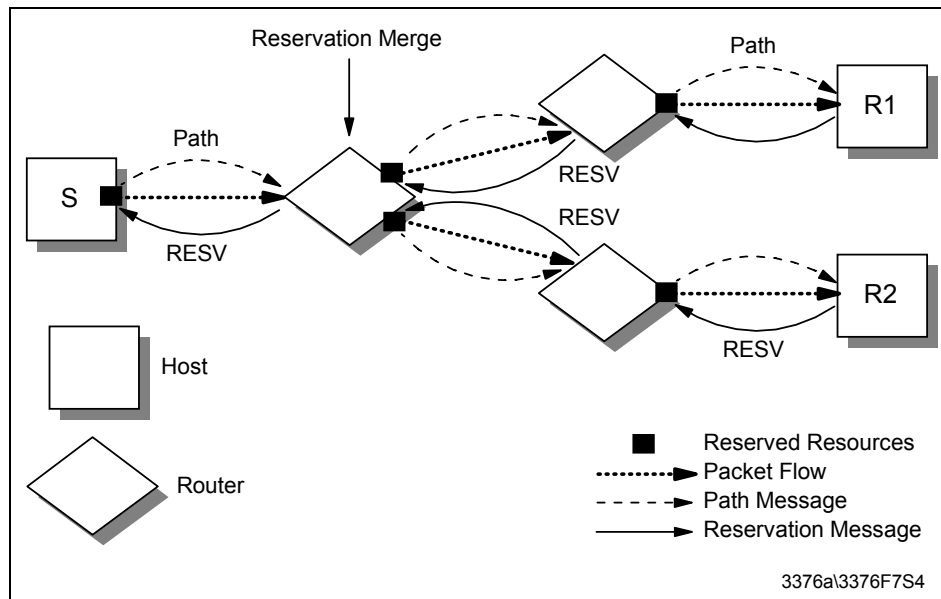 Reservation Merge
Path
Path
R1
RESV
S
RESV
RESV
R2
RESV
Host
Router
Reserved Resources
Packet Flow
Path Message
Reservation Message
3376a\3376F7S4